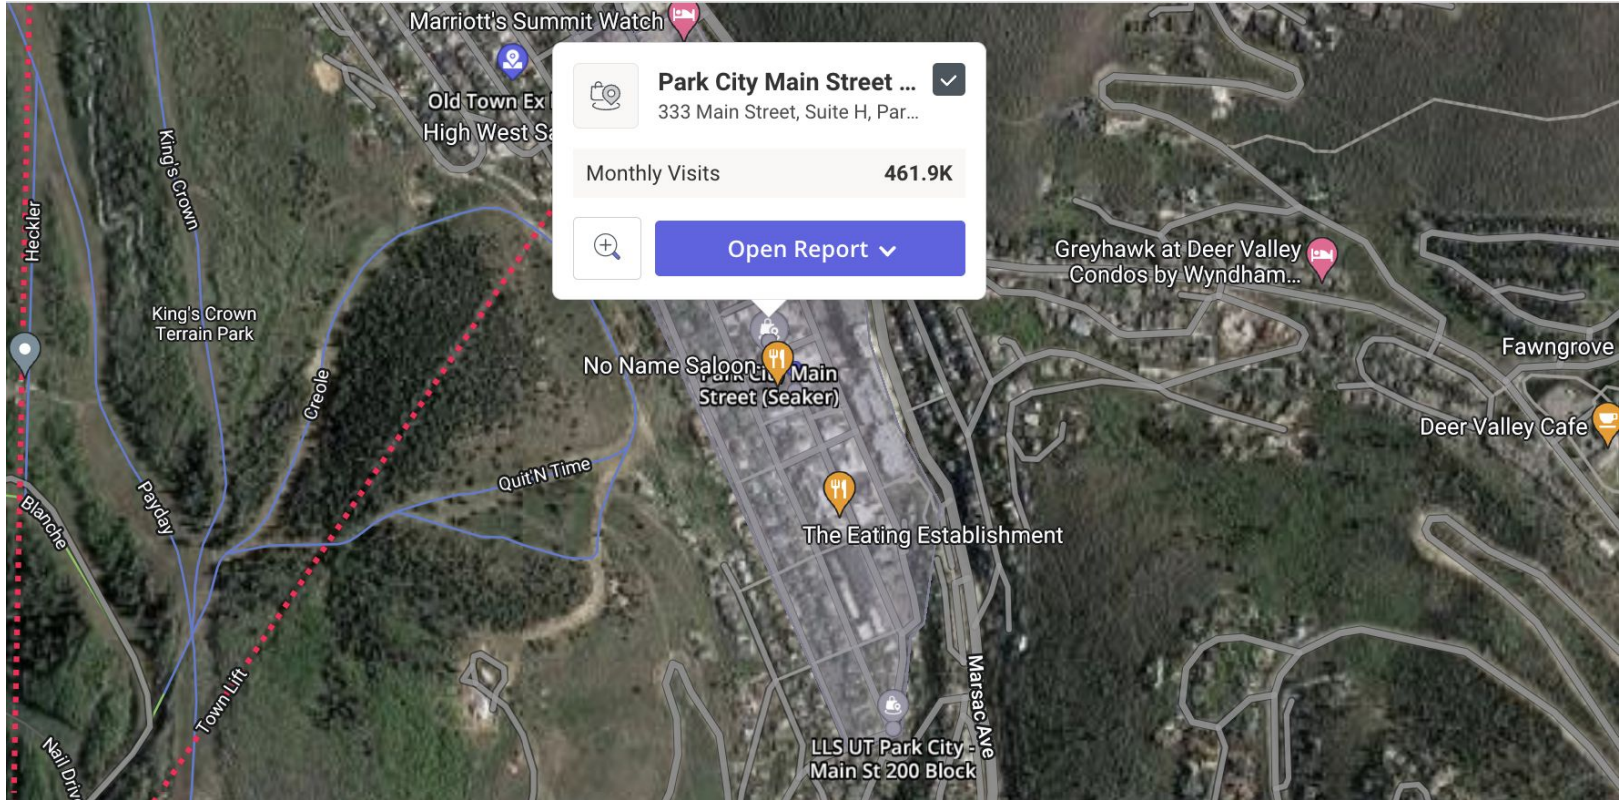 Marriott's Summit Watch
Old Town Ex
High West Sa
Park City Main Street ...
333 Main Street, Suite H, Par...
Monthly Visits 461.9K
Open Report
King's Crown
Heckler
King's Crown
Terrain Park
Creole
Greyhawk at Deer Valley
Condos by Wyndham...
Fawngrove
No Name Saloon
Park City Main
Street (Seaker)
Deer Valley Cafe
Quit'N Time
Payday
Blanche
The Eating Establishment
Town Lift
Marsac Ave
LLS UT Park City -
Main St 200 Block
Nail Driv